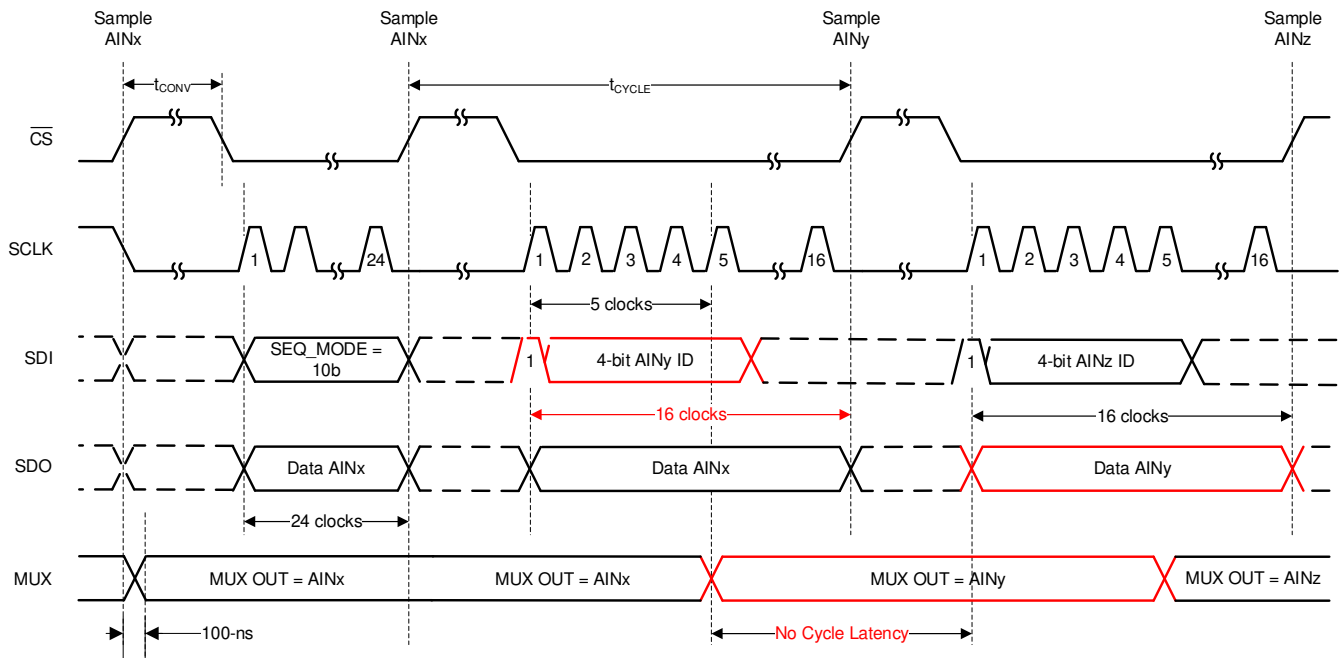 Sample
AINx
Sample
AINx
Sample
AINy
Sample
AINz
tCONV
tCYCLE
CS
SCLK
1
24
1
2
3
4
5
16
1
2
3
4
5
16
5 clocks
SDI
SEQ_MODE =
10b
1
4-bit AINy ID
1
4-bit AINz ID
16 clocks
16 clocks
SDO
Data AINx
Data AINx
Data AINy
24 clocks
MUX
MUX OUT = AINx
MUX OUT = AINx
MUX OUT = AINy
MUX OUT = AINz
100-ns
No Cycle Latency